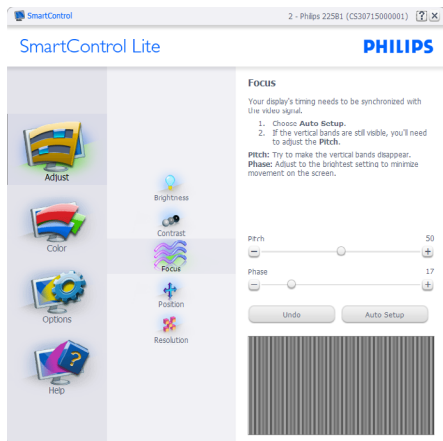 SmartControl
2 - Philips 225B1 (CS30715000001)
SmartControl Lite
PHILIPS
Adjust
Color
Options
Help
Brightness
Contrast
Focus
Position
Resolution
Focus
Your display's timing needs to be synchronized with
the video signal.
1. Choose Auto Setup.
2. If the vertical bands are still visible, you'll need
to adjust the Pitch.
Pitch: Try to make the vertical bands disappear.
Phase: Adjust to the brightest setting to minimize
movement on the screen.
Pitch 50
Phase 17
Undo
Auto Setup